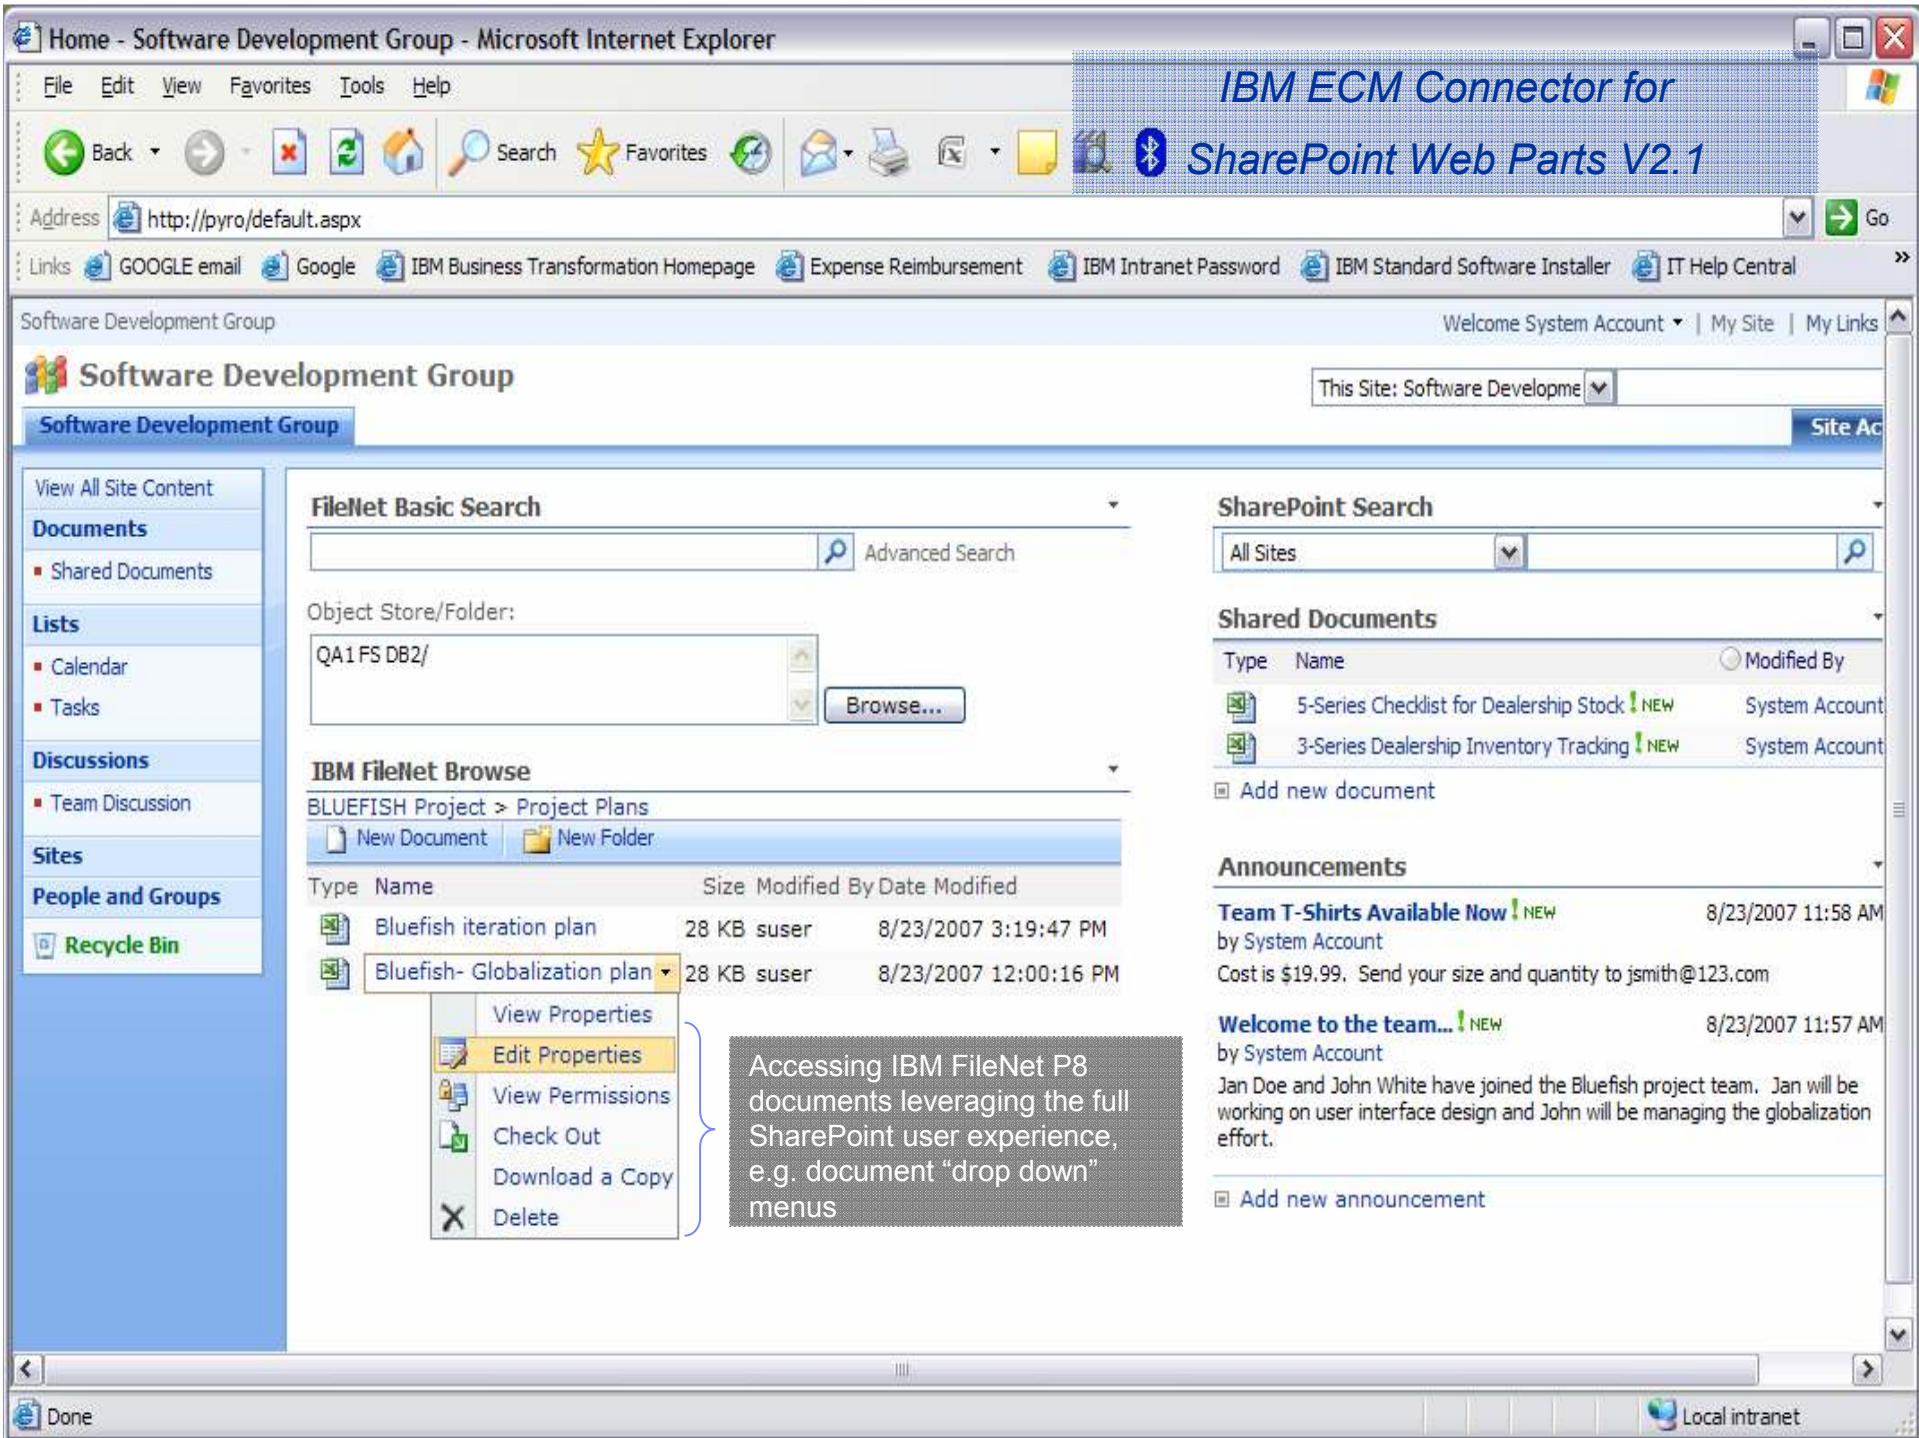 Home - Software Development Group - Microsoft Internet Explorer
File Edit View Favorites Tools Help
IBM ECM Connector for
SharePoint Web Parts V2.1
Back Search Favorites
Address http://pyro/default.aspx Go
Links GOOGLE email Google IBM Business Transformation Homepage Expense Reimbursement IBM Intranet Password IBM Standard Software Installer IT Help Central »
Software Development Group
Welcome System Account | My Site | My Links
Software Development Group
This Site: Software Developme
Software Development Group
Site Ac
View All Site Content
Documents
Shared Documents
Lists
Calendar
Tasks
Discussions
Team Discussion
Sites
People and Groups
Recycle Bin
FileNet Basic Search
Advanced Search
Object Store/Folder:
QA1 FS DB2/
Browse...
IBM FileNet Browse
BLUEFISH Project > Project Plans
New Document New Folder
Type Name Size Modified By Date Modified
Bluefish iteration plan 28 KB suser 8/23/2007 3:19:47 PM
Bluefish- Globalization plan 28 KB suser 8/23/2007 12:00:16 PM
View Properties
Edit Properties
View Permissions
Check Out
Download a Copy
Delete
Accessing IBM FileNet P8
documents leveraging the full
SharePoint user experience,
e.g. document “drop down”
menus
SharePoint Search
All Sites
Shared Documents
Type Name Modified By
5-Series Checklist for Dealership Stock ! NEW System Account
3-Series Dealership Inventory Tracking ! NEW System Account
Add new document
Announcements
Team T-Shirts Available Now ! NEW 8/23/2007 11:58 AM
by System Account
Cost is $19.99. Send your size and quantity to jsmith@123.com
Welcome to the team... ! NEW 8/23/2007 11:57 AM
by System Account
Jan Doe and John White have joined the Bluefish project team. Jan will be
working on user interface design and John will be managing the globalization
effort.
Add new announcement
Done
Local intranet